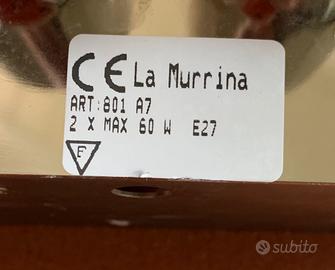 CE La Murrina
ART:801 A7
2 X MAX 60 W E27
F
subito